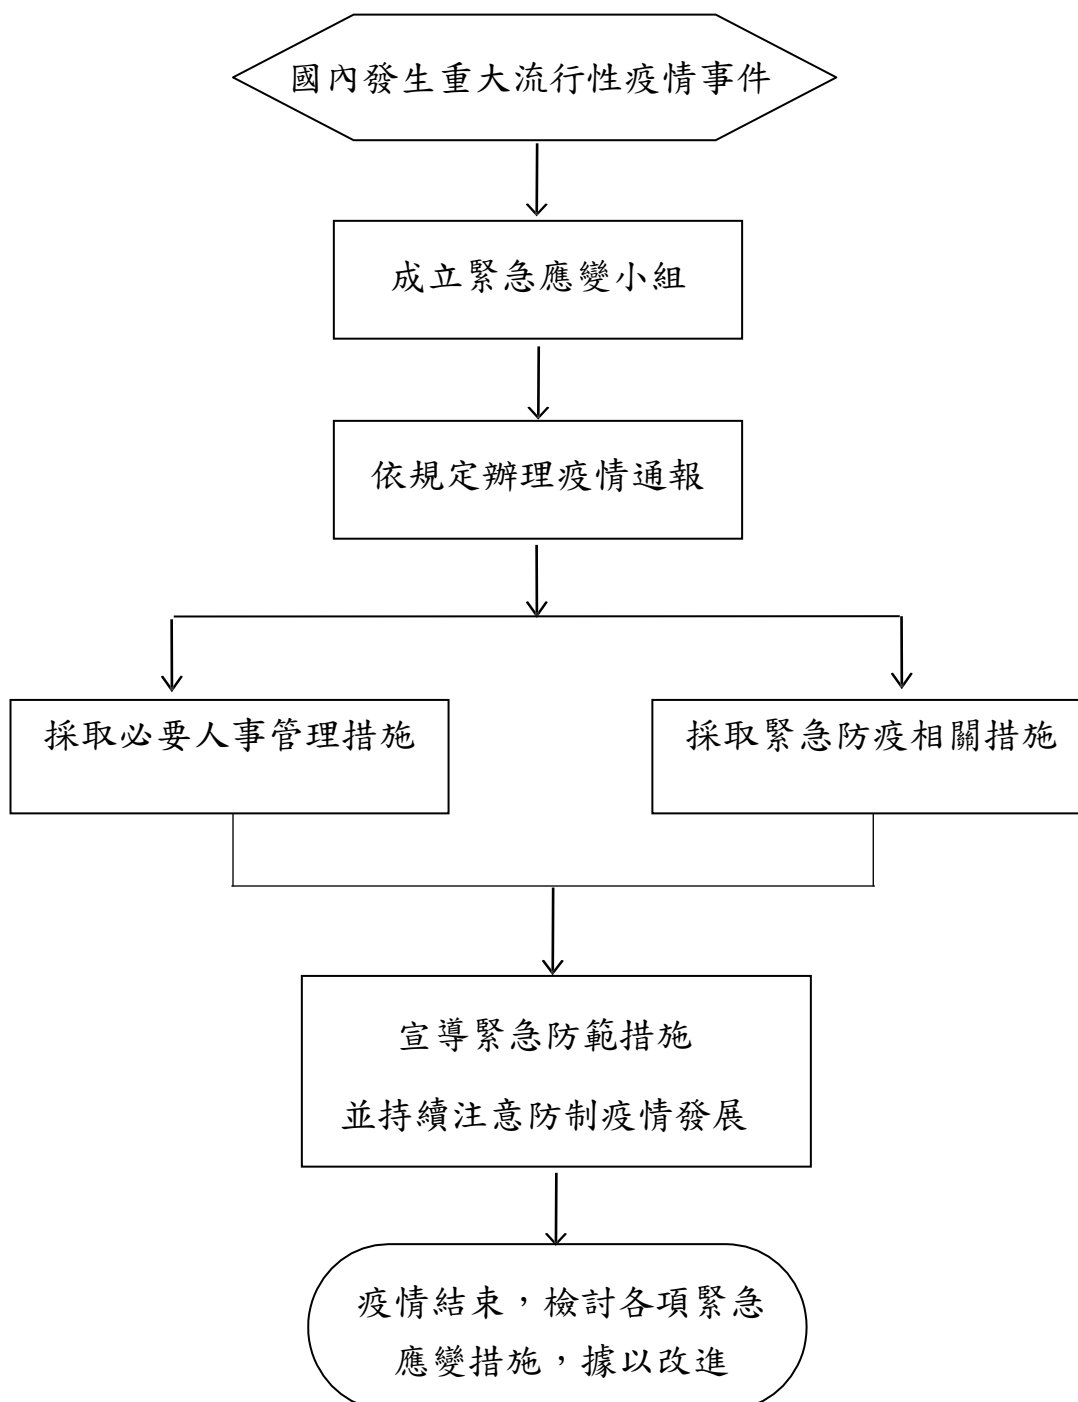 國內發生重大流行性疫情事件
成立緊急應變小組
依規定辦理疫情通報
採取必要人事管理措施
採取緊急防疫相關措施
宣導緊急防範措施
並持續注意防制疫情發展
疫情結束，檢討各項緊急
應變措施，據以改進